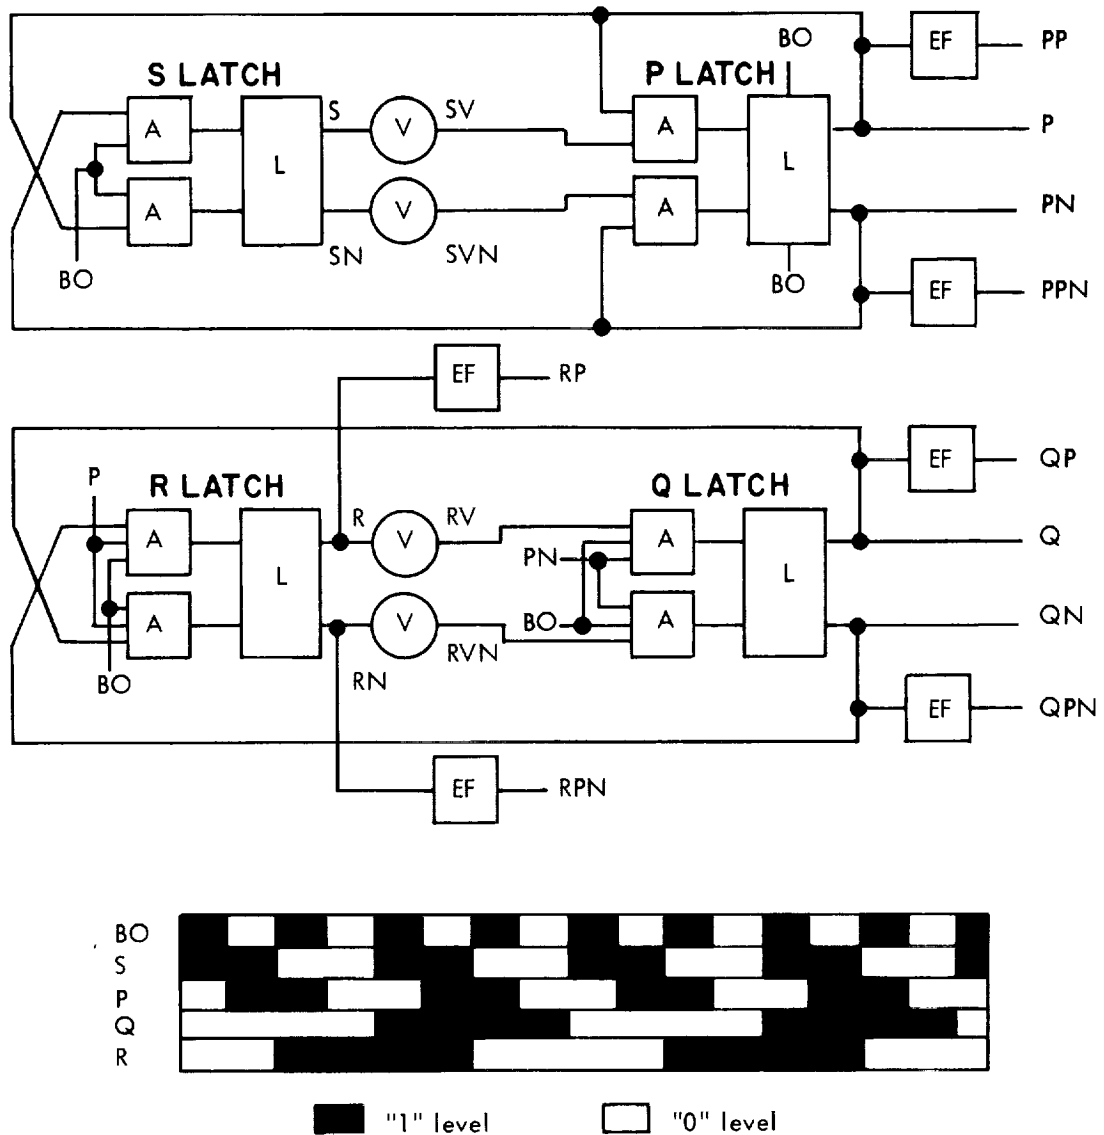 BO
EF PP
S LATCH P LATCH
A L S V SV A L P
A V A PN
SN SVN
BO BO EF PPN
EF RP
EF QP
P R LATCH Q LATCH
A L R V RV PN A L Q
A V BO A QN
RVN
BO RN EF QPN
EF RPN
BO
S
P
Q
R
"1" level "0" level